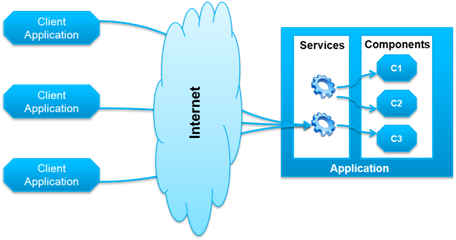 Client
Application
Client
Application
Client
Application
Internet
Services
Components
C1
C2
C3
Application